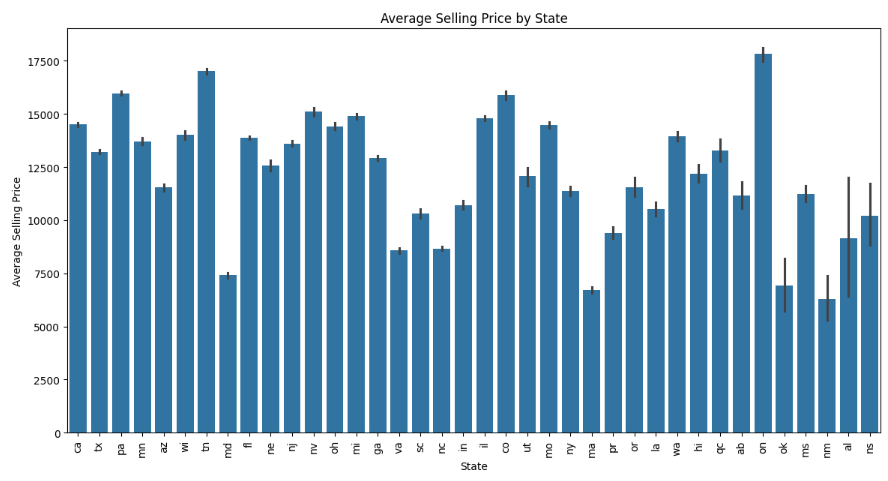 Average Selling Price by State
Average Selling Price
17500
15000
12500
10000
7500
5000
2500
0
ca tx pa mn az wi tn md fl ne nj nv oh mi ga va sc nc in il co ut mo ny ma pr or la wa hi qc ab on ok ms nm al ns
State